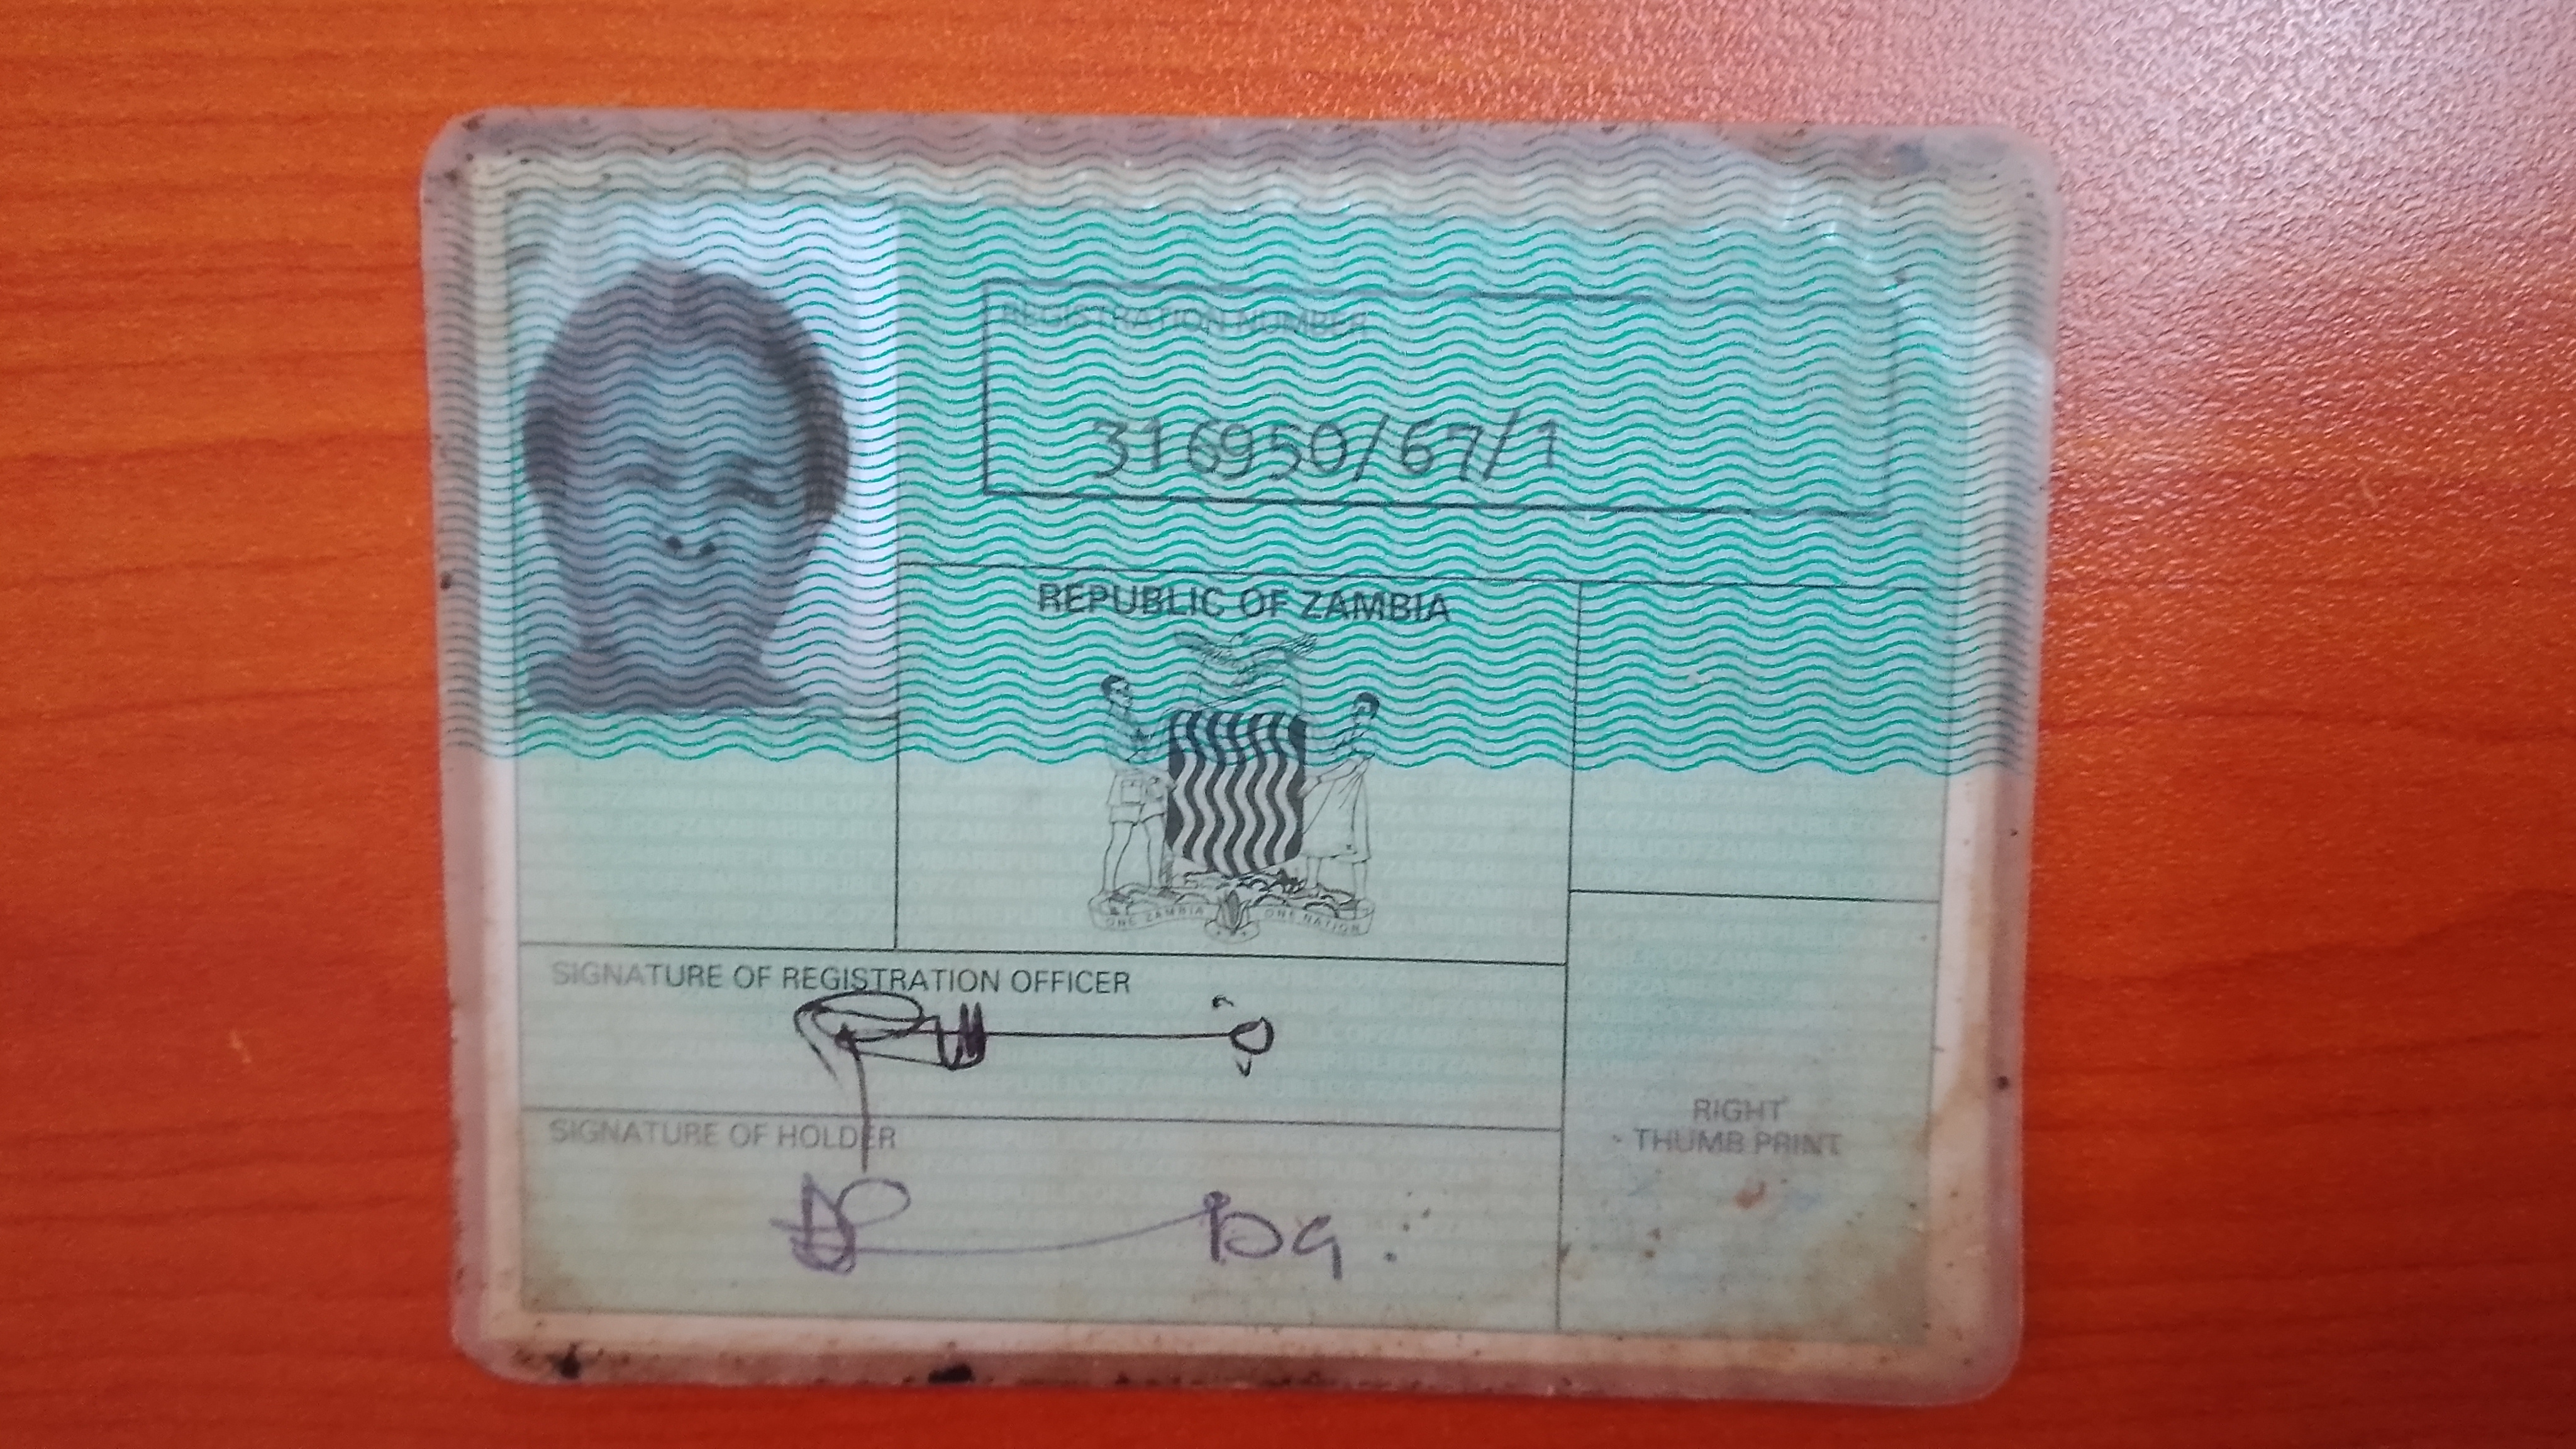 REGISTRATION NUMBER
316950/67/1
REPUBLIC OF ZAMBIA
ONE ZAMBIA ONE NATION
SIGNATURE OF REGISTRATION OFFICER
SIGNATURE OF HOLDER
RIGHT
THUMB PRINT